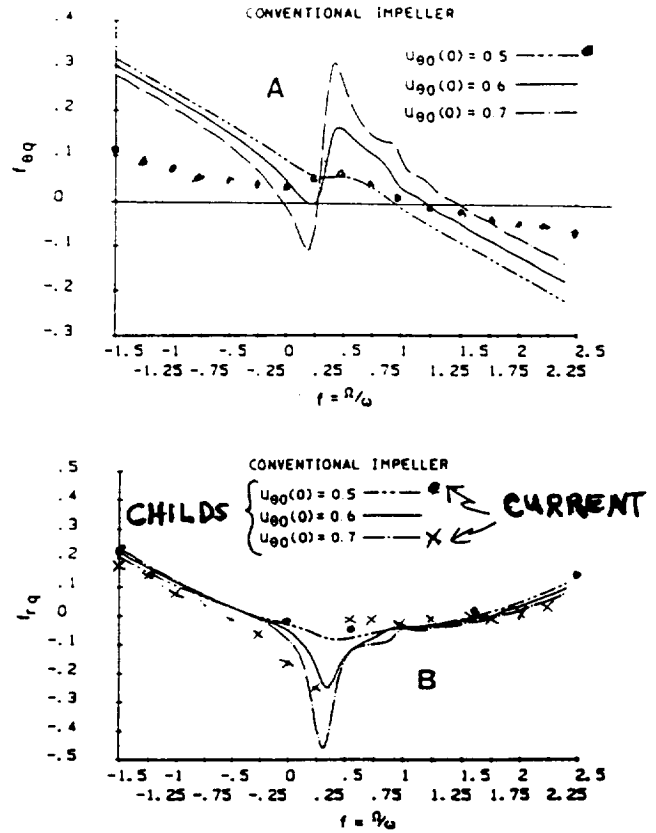 CONVENTIONAL IMPELLER
.4
.3
.2
.1
0
-.1
-.2
-.3
fθq
A
uθ0(0) = 0.5
uθ0(0) = 0.6
uθ0(0) = 0.7
-1.5 -1 -.5 0 .5 1 1.5 2 2.5
-1.25 -.75 -.25 .25 .75 1.25 1.75 2.25
f = Ω/ω
CONVENTIONAL IMPELLER
.5
.4
.3
.2
.1
0
-.1
-.2
-.3
-.4
-.5
frq
CHILDS
uθ0(0) = 0.5
uθ0(0) = 0.6
uθ0(0) = 0.7
CURRENT
B
-1.5 -1 -.5 0 .5 1 1.5 2 2.5
-1.25 -.75 -.25 .25 .75 1.25 1.75 2.25
f = Ω/ω